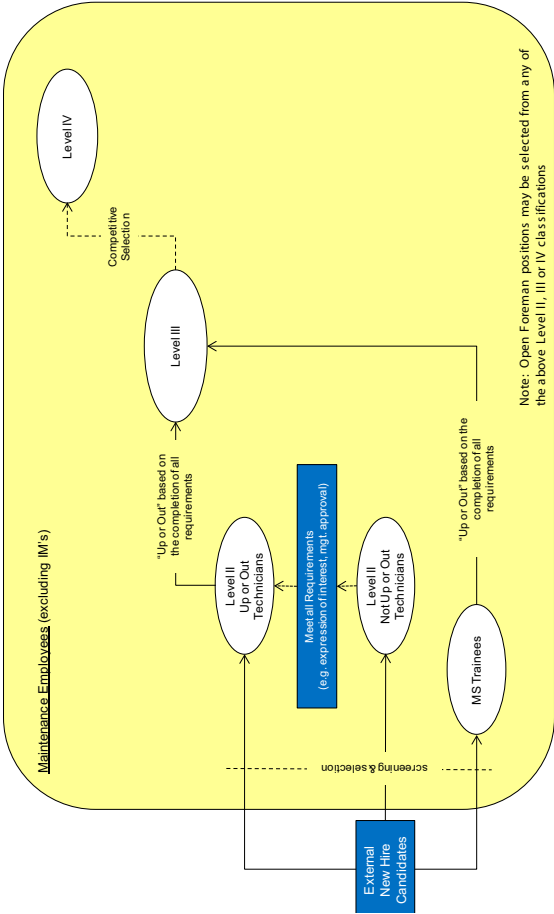 Maintenance Employees (excluding IM's)
External
New Hire
Candidates
screening & selection
Level II
Up or Out
Technicians
Meet all Requirements
(e.g. expression of interest, mgt. approval)
Level II
Not Up or Out
Technicians
MS Trainees
"Up or Out" based on
the completion of all
requirements
"Up or Out" based on the
completion of all
requirements
Level III
Competitive
Selection
Level IV
Note: Open Foreman positions may be selected from any of
the above Level II, III or IV classifications